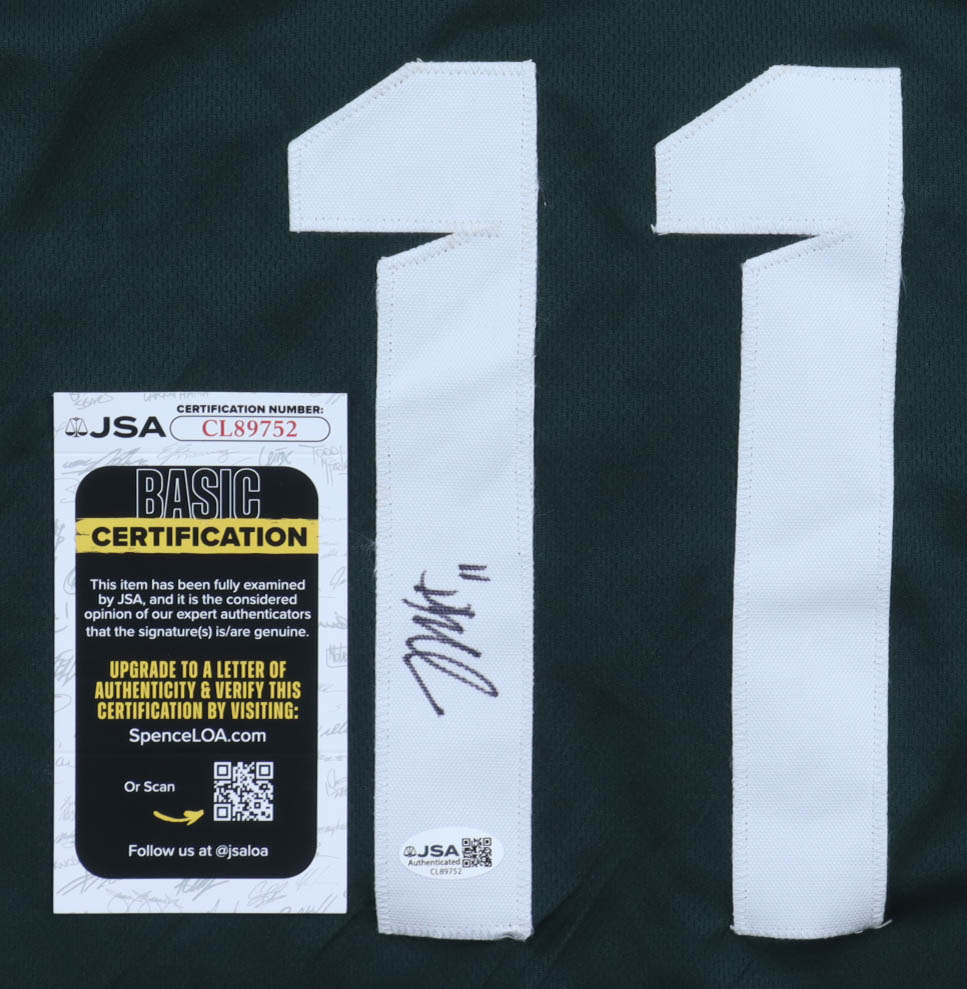 11
JSA
CERTIFICATION NUMBER:
CL89752
BASIC
CERTIFICATION
This item has been fully examined
by JSA, and it is the considered
opinion of our expert authenticators
that the signature(s) is/are genuine.
UPGRADE TO A LETTER OF
AUTHENTICITY & VERIFY THIS
CERTIFICATION BY VISITING:
SpenceLOA.com
Or Scan
Follow us at @jsaloa
JSA
Authenticated
CL89752